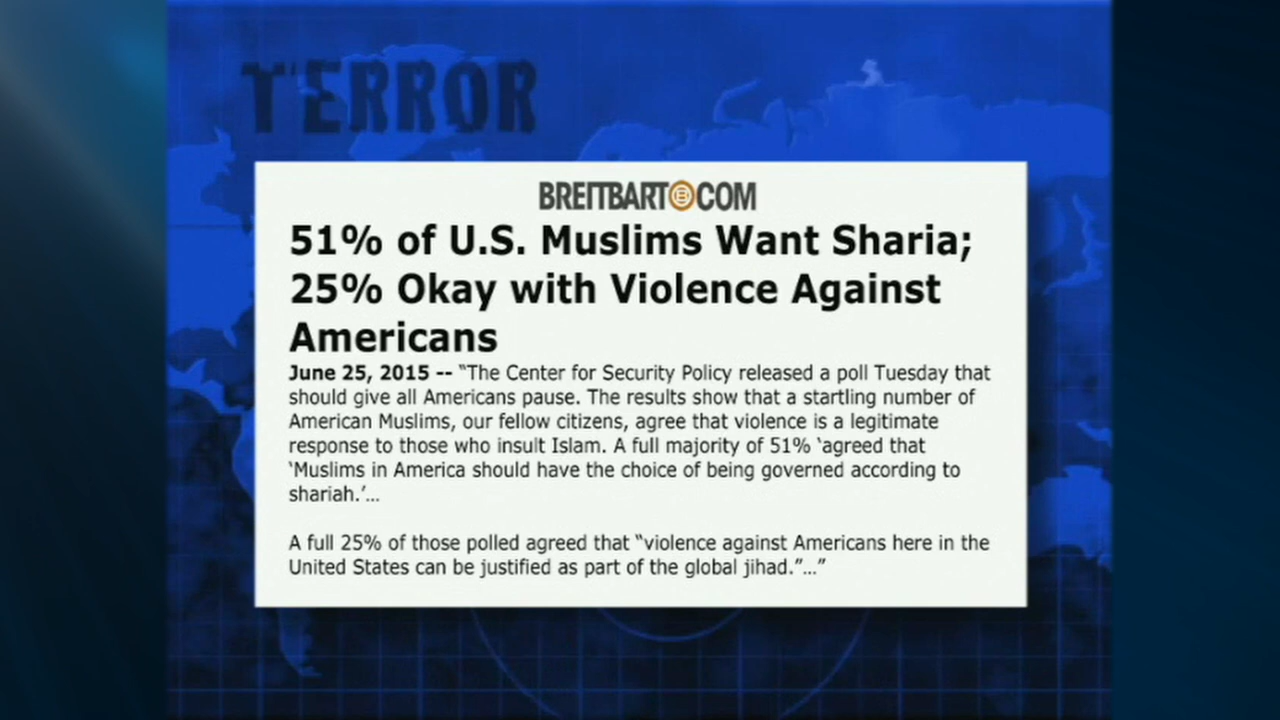 TERROR
BREITBART.COM
51% of U.S. Muslims Want Sharia;
25% Okay with Violence Against
Americans
June 25, 2015 -- “The Center for Security Policy released a poll Tuesday that
should give all Americans pause. The results show that a startling number of
American Muslims, our fellow citizens, agree that violence is a legitimate
response to those who insult Islam. A full majority of 51% ‘agreed that
‘Muslims in America should have the choice of being governed according to
shariah.’…
A full 25% of those polled agreed that “violence against Americans here in the
United States can be justified as part of the global jihad.”…”